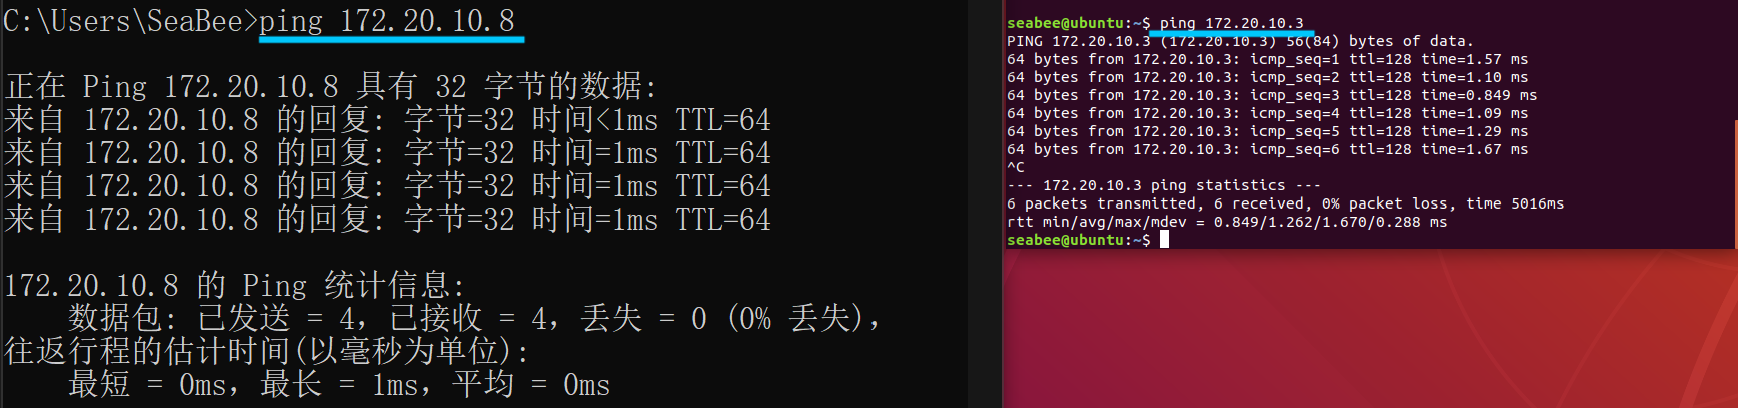 C:\Users\SeaBee>ping 172.20.10.8
正在 Ping 172.20.10.8 具有 32 字节的数据:
来自 172.20.10.8 的回复: 字节=32 时间<1ms TTL=64
来自 172.20.10.8 的回复: 字节=32 时间=1ms TTL=64
来自 172.20.10.8 的回复: 字节=32 时间=1ms TTL=64
来自 172.20.10.8 的回复: 字节=32 时间=1ms TTL=64
172.20.10.8 的 Ping 统计信息:
数据包: 已发送 = 4，已接收 = 4，丢失 = 0 (0% 丢失)，
往返行程的估计时间(以毫秒为单位):
最短 = 0ms，最长 = 1ms，平均 = 0ms
seabee@ubuntu:~$ ping 172.20.10.3
PING 172.20.10.3 (172.20.10.3) 56(84) bytes of data.
64 bytes from 172.20.10.3: icmp_seq=1 ttl=128 time=1.57 ms
64 bytes from 172.20.10.3: icmp_seq=2 ttl=128 time=1.10 ms
64 bytes from 172.20.10.3: icmp_seq=3 ttl=128 time=0.849 ms
64 bytes from 172.20.10.3: icmp_seq=4 ttl=128 time=1.09 ms
64 bytes from 172.20.10.3: icmp_seq=5 ttl=128 time=1.29 ms
64 bytes from 172.20.10.3: icmp_seq=6 ttl=128 time=1.67 ms
^C
--- 172.20.10.3 ping statistics ---
6 packets transmitted, 6 received, 0% packet loss, time 5016ms
rtt min/avg/max/mdev = 0.849/1.262/1.670/0.288 ms
seabee@ubuntu:~$